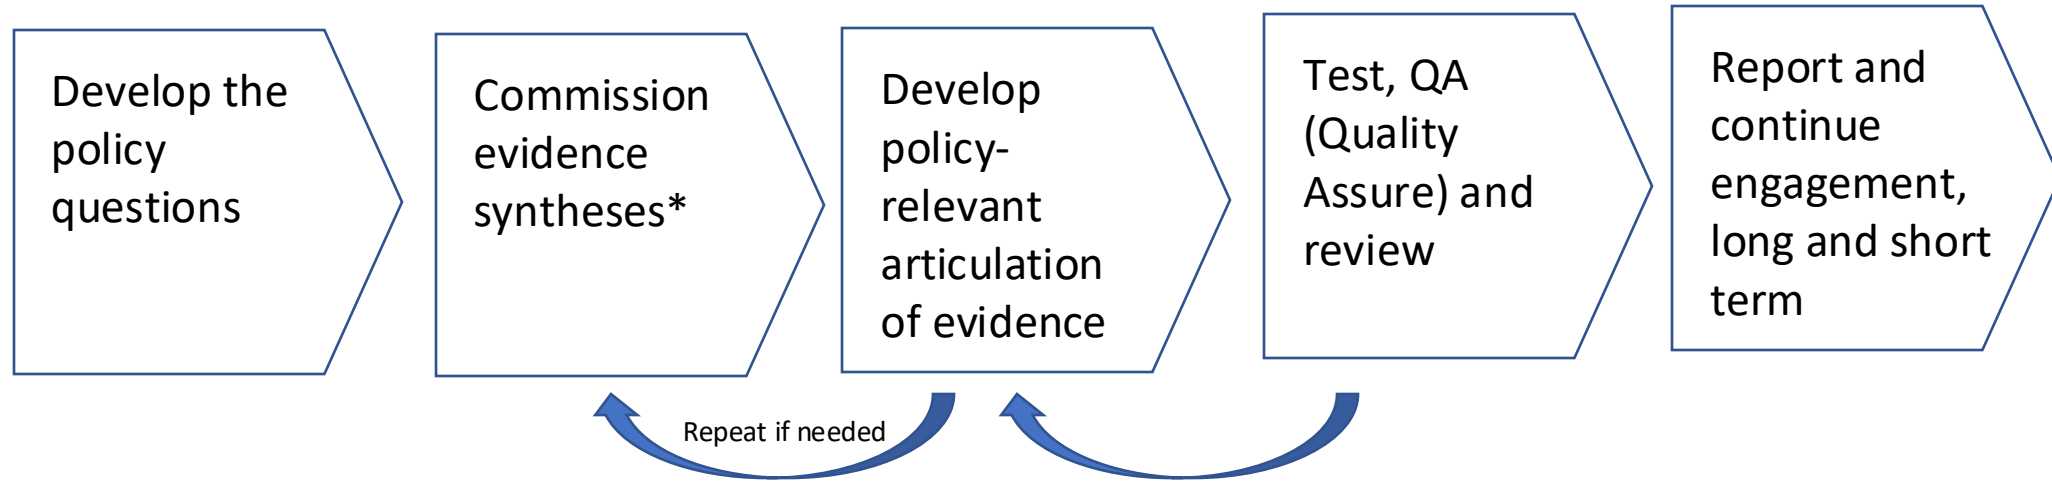 Develop the
policy
questions
Commission
evidence
syntheses*
Develop
policy-
relevant
articulation
of evidence
Test, QA
(Quality
Assure) and
review
Report and
continue
engagement,
long and short
term
Repeat if needed